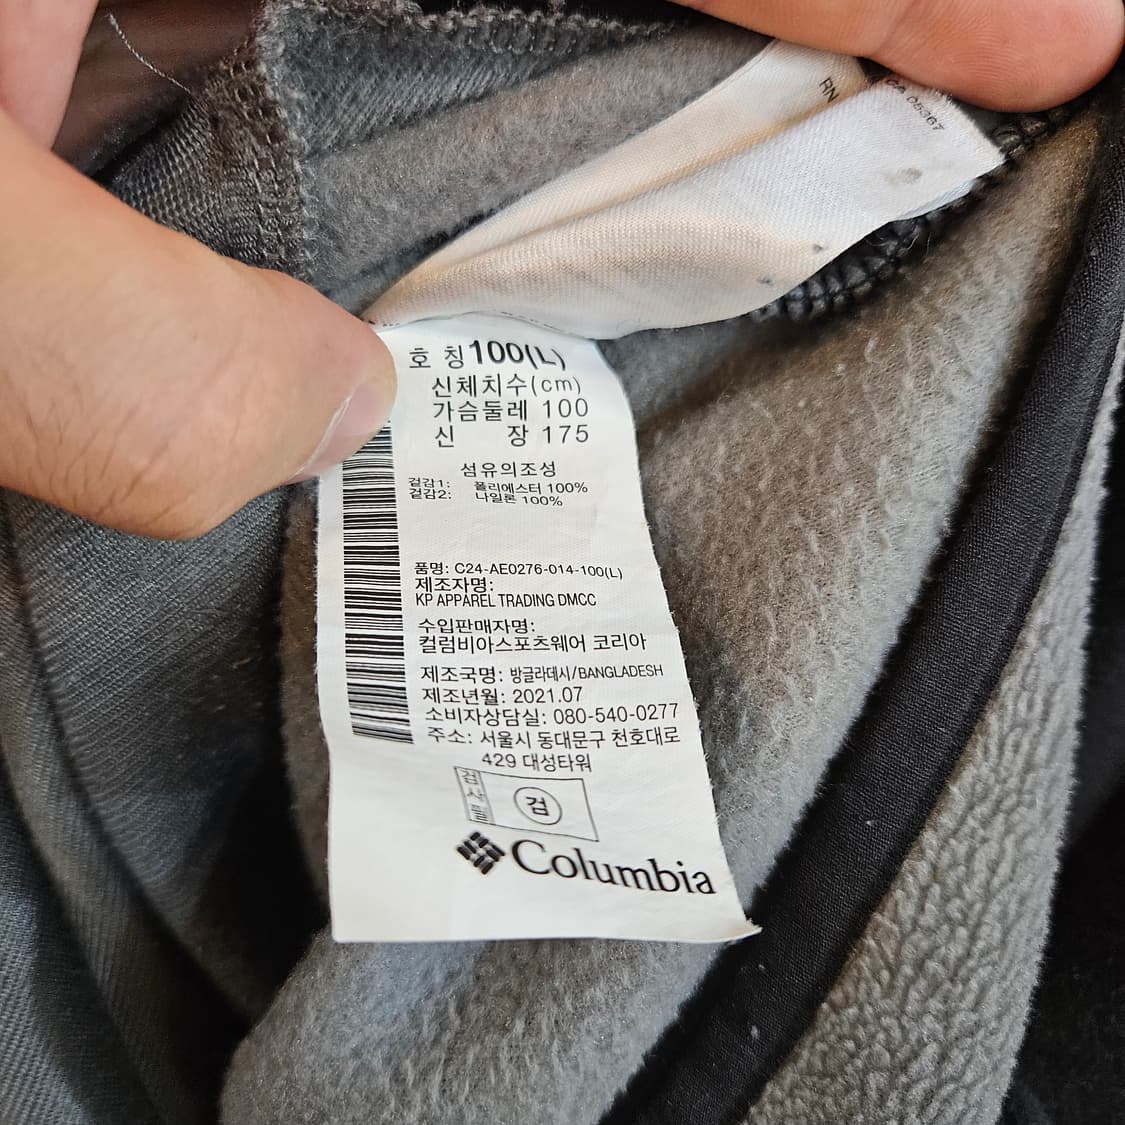 RN
CA 05367
호 칭 100(L)
신체치수(cm)
가슴둘레 100
신 장 175
섬유의조성
겉감1: 폴리에스터 100%
겉감2: 나일론 100%
품명: C24-AE0276-014-100(L)
제조자명:
KP APPAREL TRADING DMCC
수입판매자명:
컬럼비아스포츠웨어 코리아
제조국명: 방글라데시/BANGLADESH
제조년월: 2021.07
소비자상담실: 080-540-0277
주소: 서울시 동대문구 천호대로
429 대성타워
검사필
검
Columbia